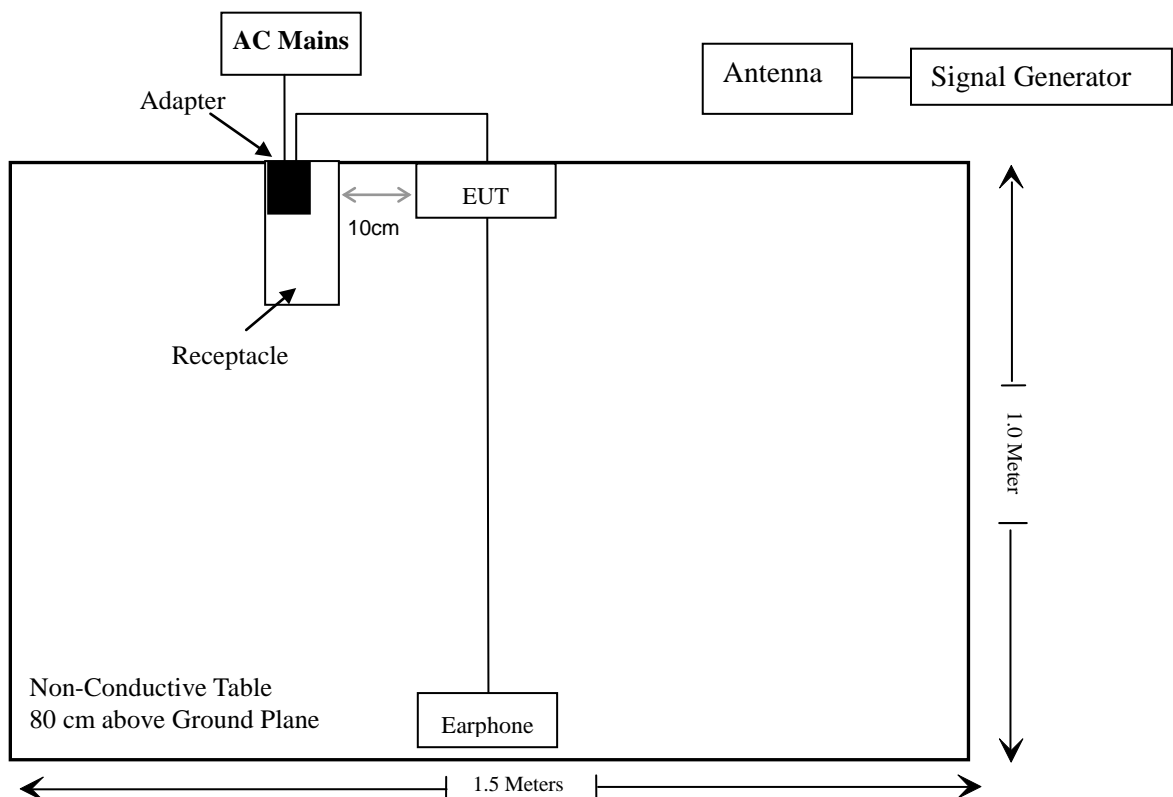 AC Mains
Antenna
Signal Generator
Adapter
EUT
10cm
Receptacle
1.0 Meter
Non-Conductive Table
80 cm above Ground Plane
Earphone
1.5 Meters